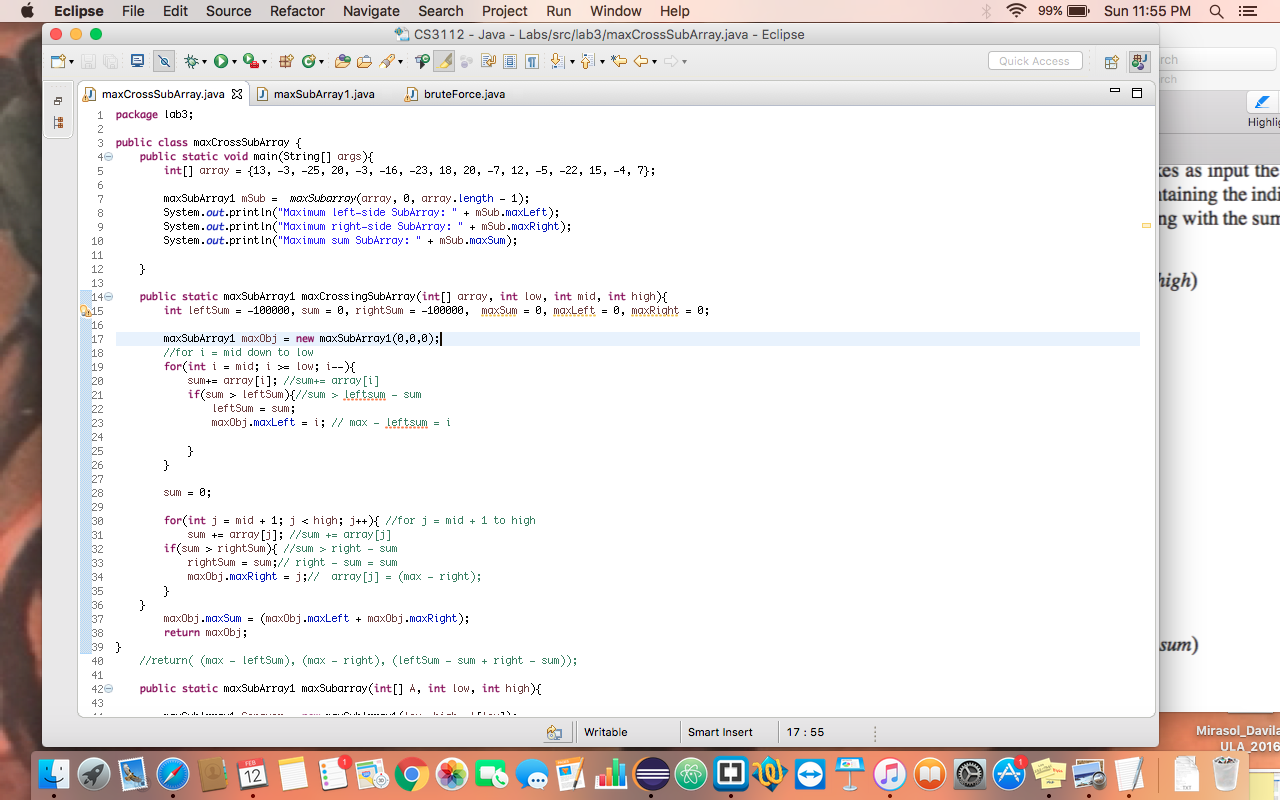 Eclipse File Edit Source Refactor Navigate Search Project Run Window Help 99% Sun 11:55 PM
CS3112 - Java - Labs/src/lab3/maxCrossSubArray.java - Eclipse
Quick Access
rch
rch
maxCrossSubArray.java maxSubArray1.java bruteForce.java
Highlig
1 package lab3;
2
3 public class maxCrossSubArray {
4 public static void main(String[] args){
5 int[] array = {13, -3, -25, 20, -3, -16, -23, 18, 20, -7, 12, -5, -22, 15, -4, 7};
6
7 maxSubArray1 mSub = maxSubarray(array, 0, array.length - 1);
8 System.out.println("Maximum left-side SubArray: " + mSub.maxLeft);
9 System.out.println("Maximum right-side SubArray: " + mSub.maxRight);
10 System.out.println("Maximum sum SubArray: " + mSub.maxSum);
11
12 }
13
14 public static maxSubArray1 maxCrossingSubArray(int[] array, int low, int mid, int high){
15 int leftSum = -100000, sum = 0, rightSum = -100000, maxSum = 0, maxLeft = 0, maxRight = 0;
16
17 maxSubArray1 maxObj = new maxSubArray1(0,0,0);
18 //for i = mid down to low
19 for(int i = mid; i >= low; i--){
20 sum+= array[i]; //sum+= array[i]
21 if(sum > leftSum){//sum > leftsum - sum
22 leftSum = sum;
23 maxObj.maxLeft = i; // max - leftsum = i
24
25 }
26 }
27
28 sum = 0;
29
30 for(int j = mid + 1; j < high; j++){ //for j = mid + 1 to high
31 sum += array[j]; //sum += array[j]
32 if(sum > rightSum){ //sum > right - sum
33 rightSum = sum;// right - sum = sum
34 maxObj.maxRight = j;// array[j] = (max - right);
35 }
36 }
37 maxObj.maxSum = (maxObj.maxLeft + maxObj.maxRight);
38 return maxObj;
39 }
40 //return( (max - leftSum), (max - right), (leftSum - sum + right - sum));
41
42 public static maxSubArray1 maxSubarray(int[] A, int low, int high){
43
kes as input the
ntaining the indi
ng with the sum
high)
sum)
Writable Smart Insert 17 : 55
Mirasol_Davila
ULA_2016
FEB
12
1
1
TXT